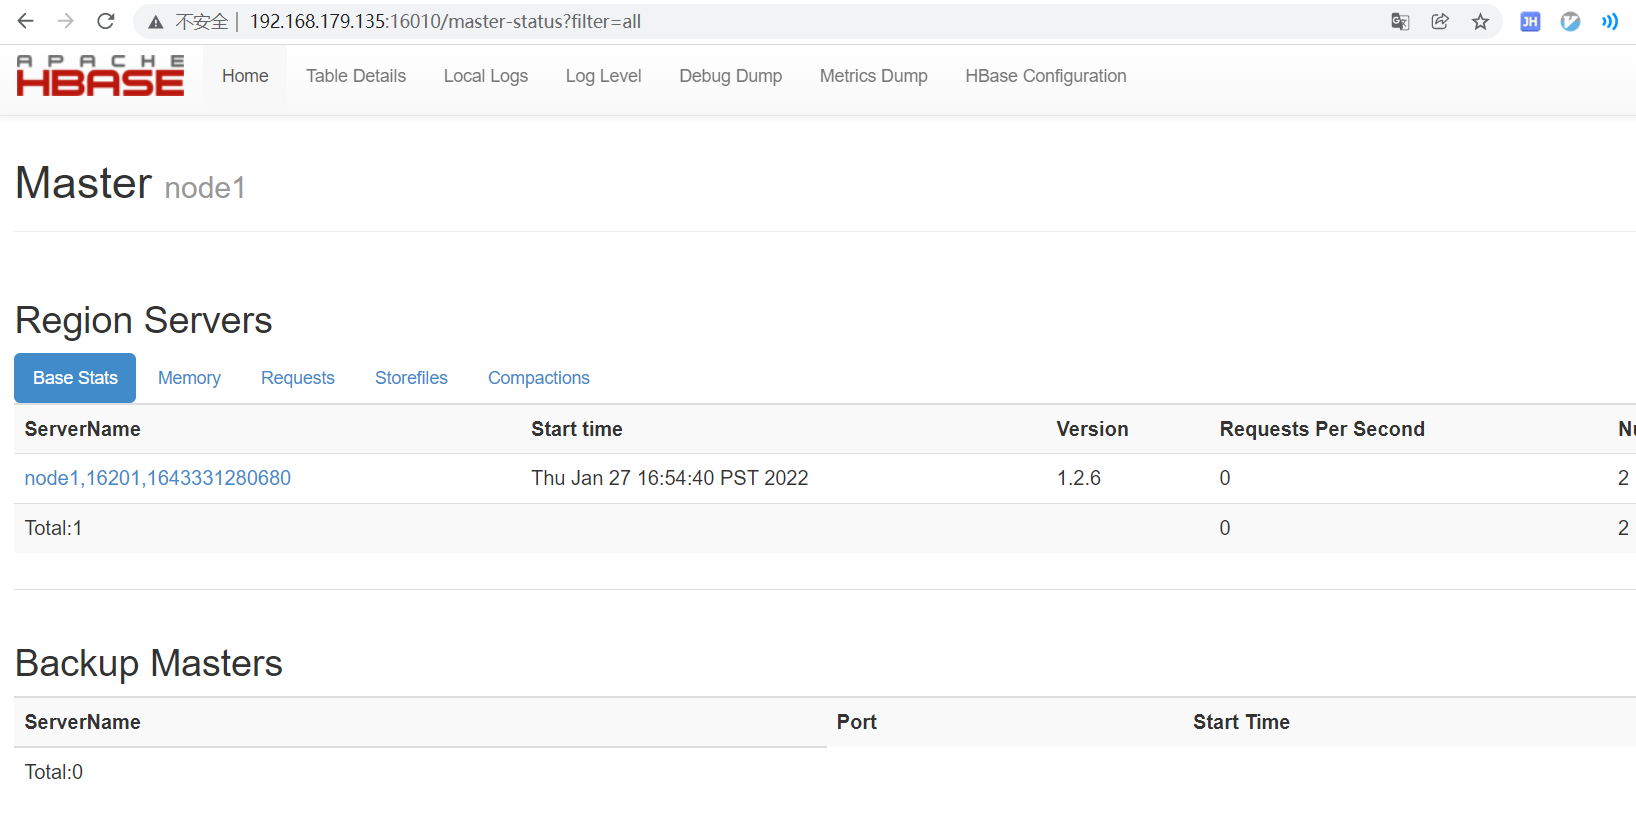 不安全 | 192.168.179.135:16010/master-status?filter=all
JH
APACHE
HBASE
Home Table Details Local Logs Log Level Debug Dump Metrics Dump HBase Configuration
Master node1
Region Servers
Base Stats Memory Requests Storefiles Compactions
ServerName Start time Version Requests Per Second
node1,16201,1643331280680 Thu Jan 27 16:54:40 PST 2022 1.2.6 0 2
Total:1 0 2
Backup Masters
ServerName Port Start Time
Total:0